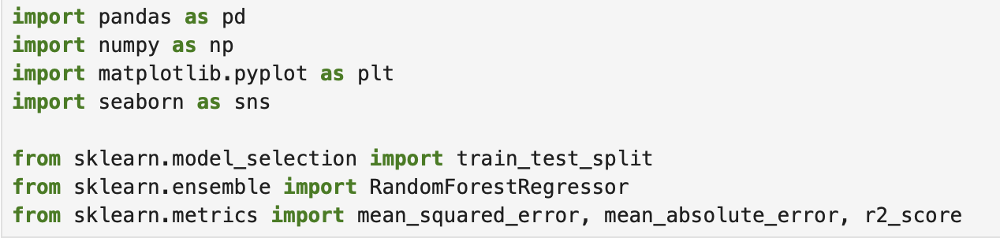 import pandas as pd
import numpy as np
import matplotlib.pyplot as plt
import seaborn as sns

from sklearn.model_selection import train_test_split
from sklearn.ensemble import RandomForestRegressor
from sklearn.metrics import mean_squared_error, mean_absolute_error, r2_score